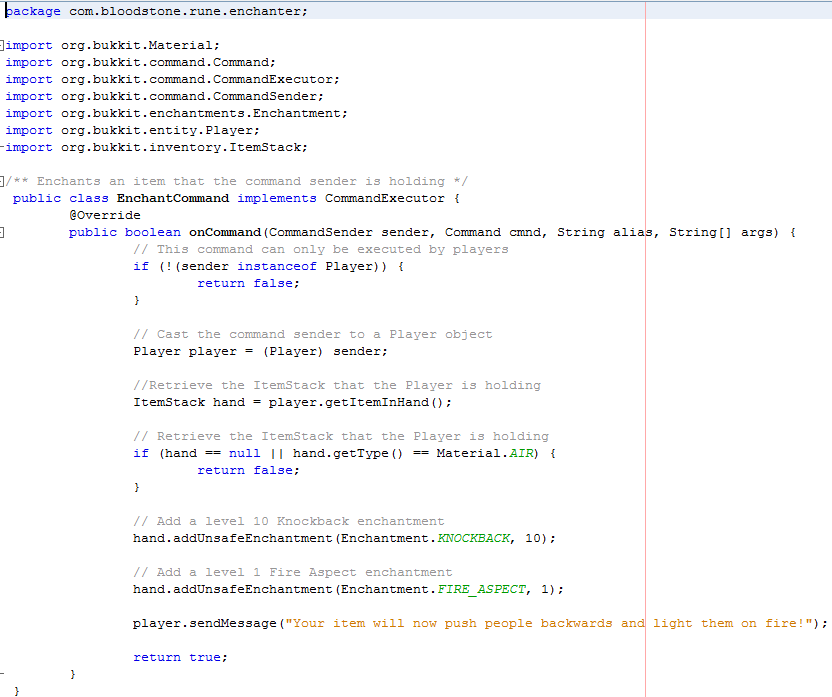 package com.bloodstone.rune.enchanter;
import org.bukkit.Material;
import org.bukkit.command.Command;
import org.bukkit.command.CommandExecutor;
import org.bukkit.command.CommandSender;
import org.bukkit.enchantments.Enchantment;
import org.bukkit.entity.Player;
import org.bukkit.inventory.ItemStack;
/** Enchants an item that the command sender is holding */
public class EnchantCommand implements CommandExecutor {
@Override
public boolean onCommand(CommandSender sender, Command cmnd, String alias, String[] args) {
// This command can only be executed by players
if (!(sender instanceof Player)) {
return false;
}
// Cast the command sender to a Player object
Player player = (Player) sender;
//Retrieve the ItemStack that the Player is holding
ItemStack hand = player.getItemInHand();
// Retrieve the ItemStack that the Player is holding
if (hand == null || hand.getType() == Material.AIR) {
return false;
}
// Add a level 10 Knockback enchantment
hand.addUnsafeEnchantment(Enchantment.KNOCKBACK, 10);
// Add a level 1 Fire Aspect enchantment
hand.addUnsafeEnchantment(Enchantment.FIRE_ASPECT, 1);
player.sendMessage("Your item will now push people backwards and light them on fire!");
return true;
}
}